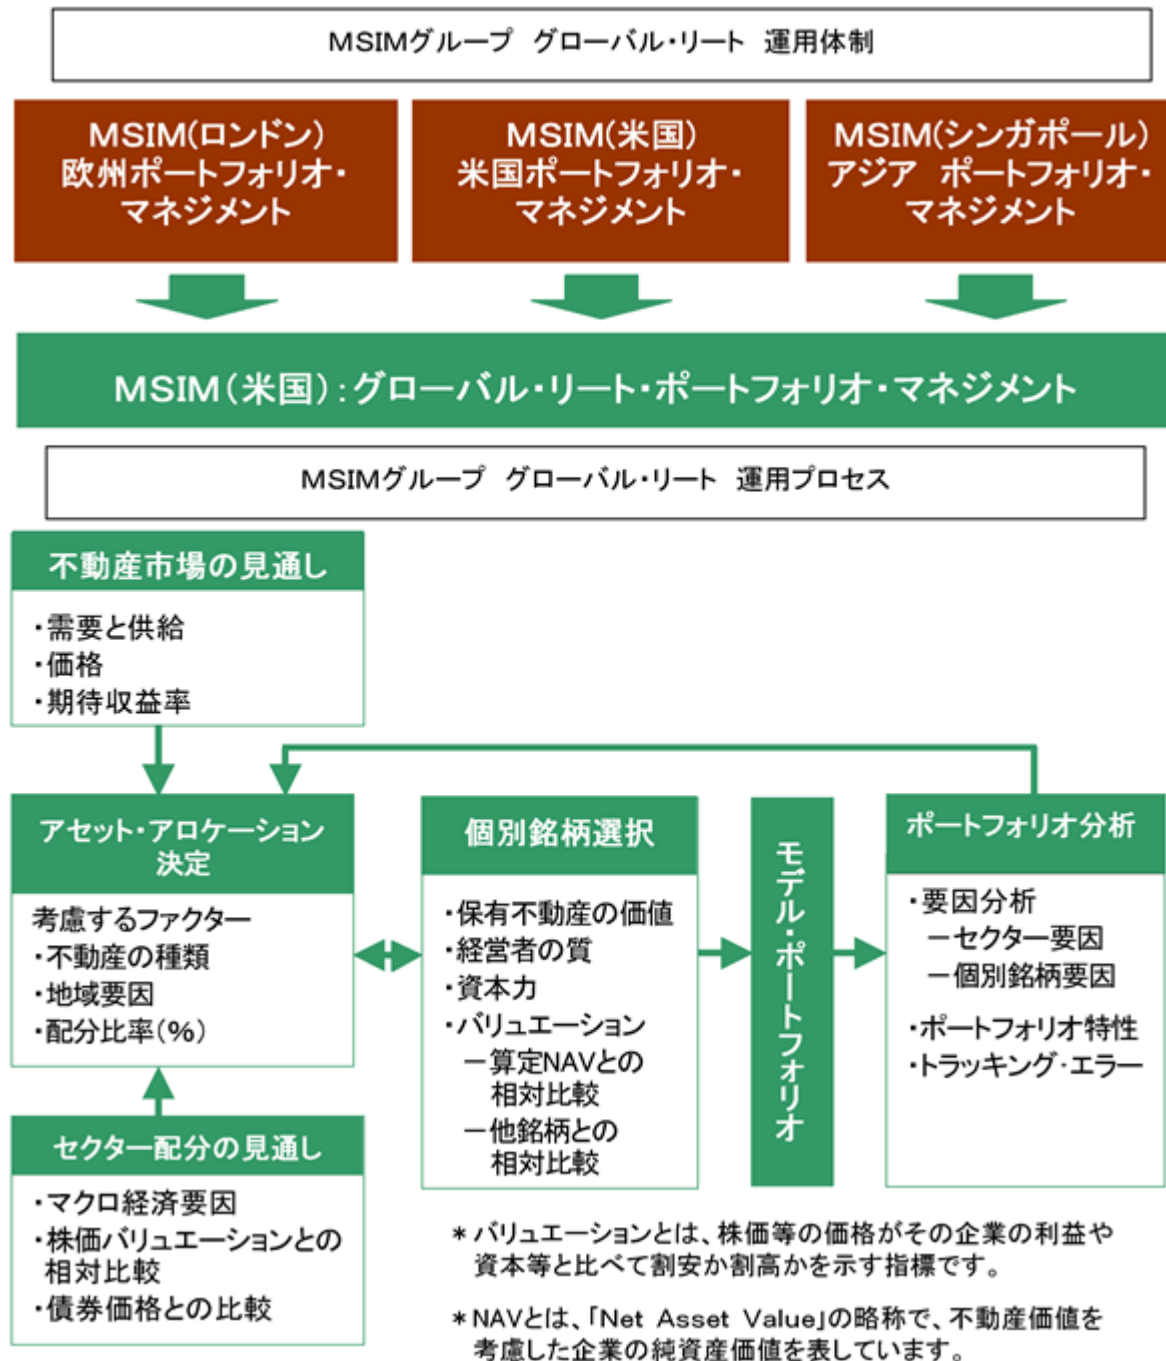 MSIMグループ グローバル・リート 運用体制
MSIM(ロンドン)
欧州ポートフォリオ・
マネジメント
MSIM(米国)
米国ポートフォリオ・
マネジメント
MSIM(シンガポール)
アジア ポートフォリオ・
マネジメント
MSIM(米国):グローバル・リート・ポートフォリオ・マネジメント
MSIMグループ グローバル・リート 運用プロセス
不動産市場の見通し
・需要と供給
・価格
・期待収益率
アセット・アロケーション
決定
考慮するファクター
・不動産の種類
・地域要因
・配分比率(%)
セクター配分の見通し
・マクロ経済要因
・株価バリュエーションとの
相対比較
・債券価格との比較
個別銘柄選択
・保有不動産の価値
・経営者の質
・資本力
・バリュエーション
－算定NAVとの
相対比較
－他銘柄との
相対比較
モデル・ポートフォリオ
ポートフォリオ分析
・要因分析
－セクター要因
－個別銘柄要因
・ポートフォリオ特性
・トラッキング・エラー
*バリュエーションとは、株価等の価格がその企業の利益や
資本等と比べて割安か割高かを示す指標です。
*NAVとは、「Net Asset Value」の略称で、不動産価値を
考慮した企業の純資産価値を表しています。